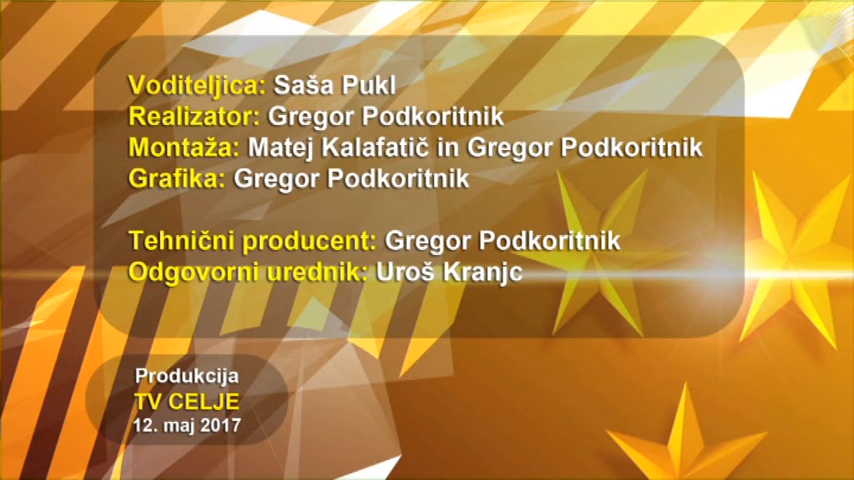 Voditeljica: Saša Pukl
Realizator: Gregor Podkoritnik
Montaža: Matej Kalafatič in Gregor Podkoritnik
Grafika: Gregor Podkoritnik
Tehnični producent: Gregor Podkoritnik
Odgovorni urednik: Uroš Kranjc
Produkcija
TV CELJE
12. maj 2017